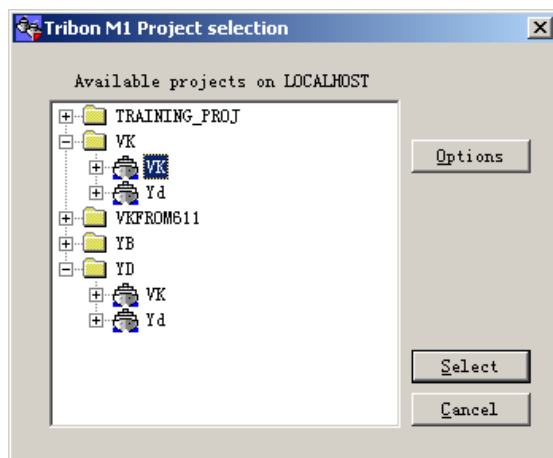 Tribon M1 Project selection
Available projects on LOCALHOST
TRAINING_PROJ
VK
VK
Yd
VKFROM611
YB
YD
VK
Yd
Options
Select
Cancel